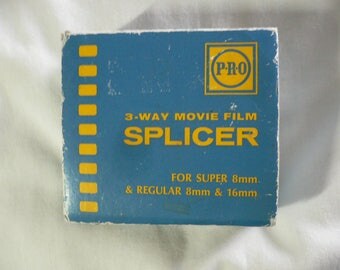 P-R-O
3-WAY MOVIE FILM
SPLICER
FOR SUPER 8mm
& REGULAR 8mm & 16mm